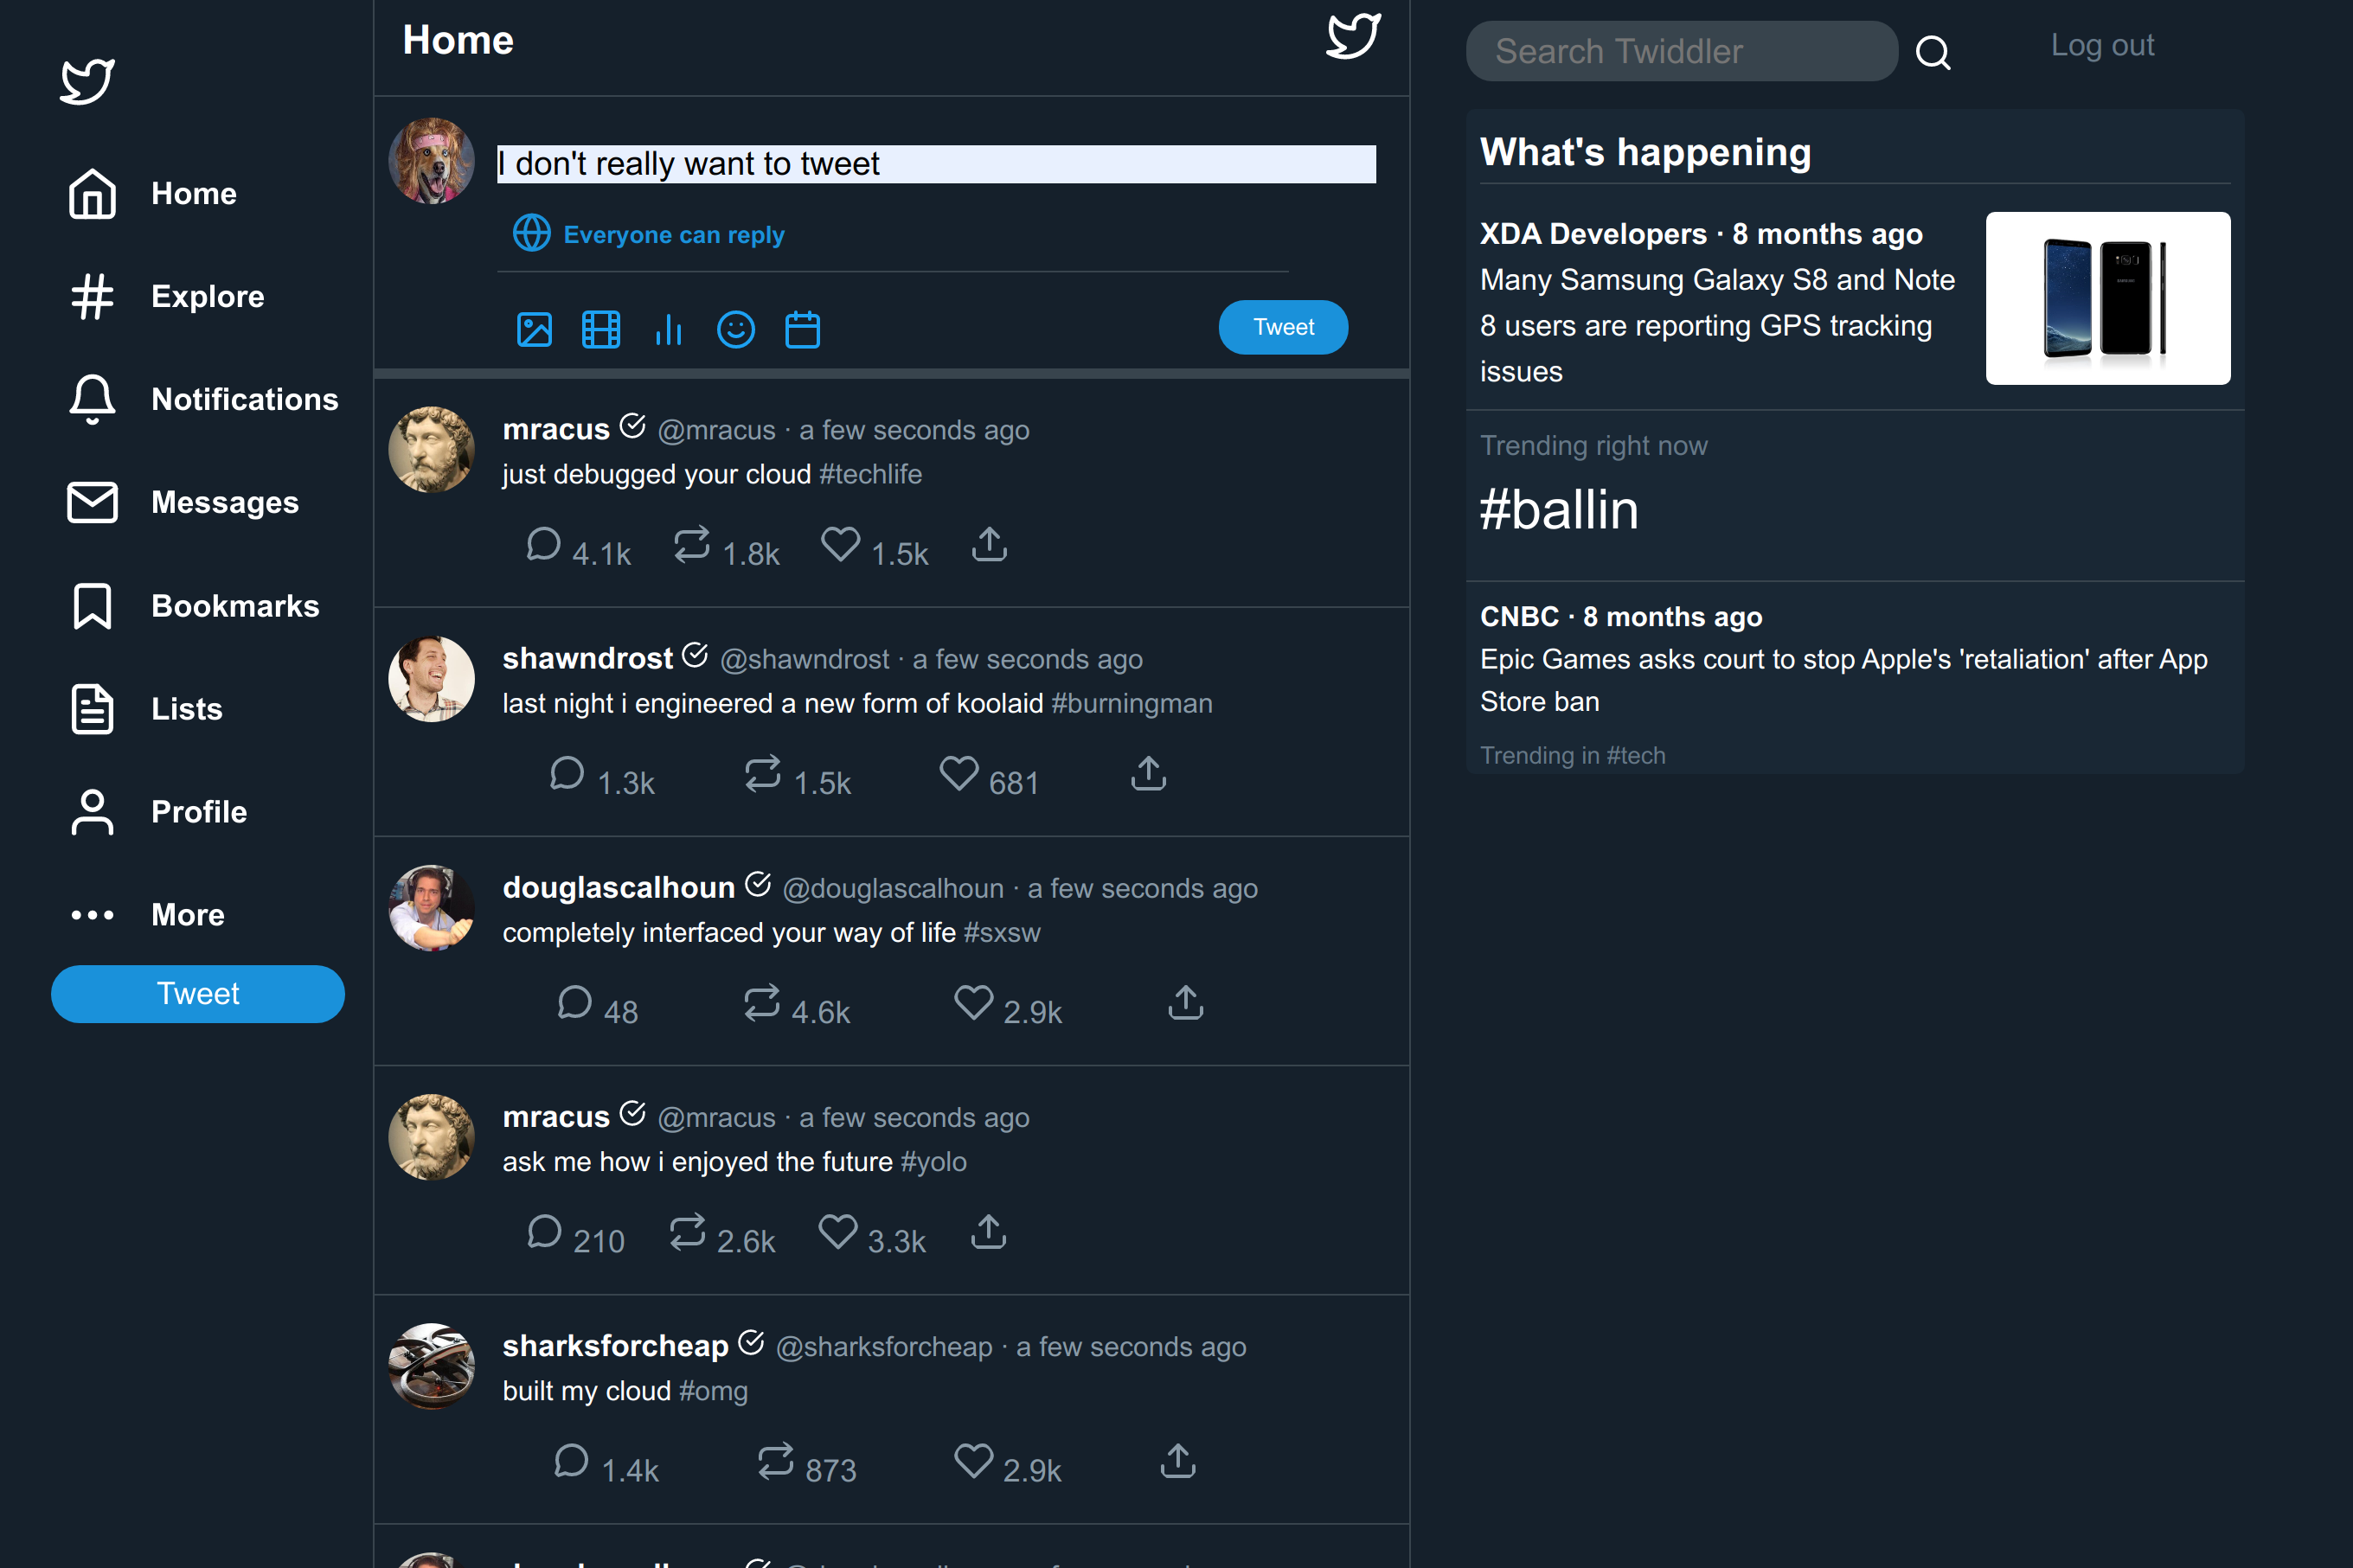 Home
Explore
Notifications
Messages
Bookmarks
Lists
Profile
More
Tweet
Home
I don't really want to tweet
Everyone can reply
Tweet
mracus @mracus · a few seconds ago
just debugged your cloud #techlife
4.1k 1.8k 1.5k
shawndrost @shawndrost · a few seconds ago
last night i engineered a new form of koolaid #burningman
1.3k 1.5k 681
douglascalhoun @douglascalhoun · a few seconds ago
completely interfaced your way of life #sxsw
48 4.6k 2.9k
mracus @mracus · a few seconds ago
ask me how i enjoyed the future #yolo
210 2.6k 3.3k
sharksforcheap @sharksforcheap · a few seconds ago
built my cloud #omg
1.4k 873 2.9k
Search Twiddler
Log out
What's happening
XDA Developers · 8 months ago
Many Samsung Galaxy S8 and Note
8 users are reporting GPS tracking
issues
Trending right now
#ballin
CNBC · 8 months ago
Epic Games asks court to stop Apple's 'retaliation' after App
Store ban
Trending in #tech